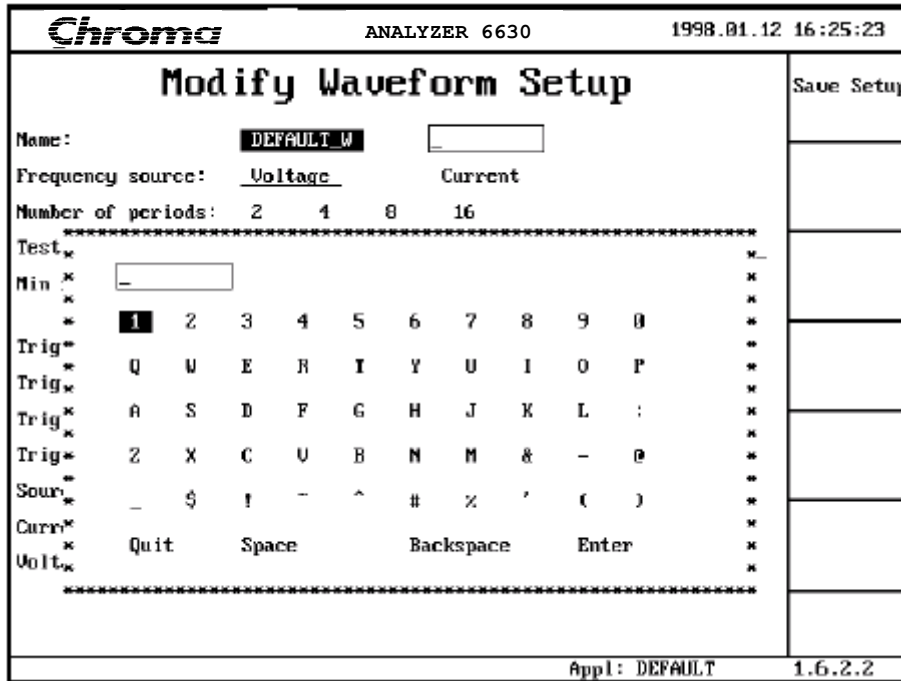 Chroma ANALYZER 6630 1998.01.12 16:25:23
Modify Waveform Setup
Save Setup
Name: DEFAULT_W _
Frequency source: Voltage Current
Number of periods: 2 4 8 16
Test
Min
_
1 2 3 4 5 6 7 8 9 0
Trig
Q W E R T Y U I O P
Trig
A S D F G H J K L :
Trig
Trig
Z X C V B N M & - @
Sour
_ $ ! ~ ^ # % ' ( )
Curr
Quit Space Backspace Enter
Volt
Appl: DEFAULT 1.6.2.2